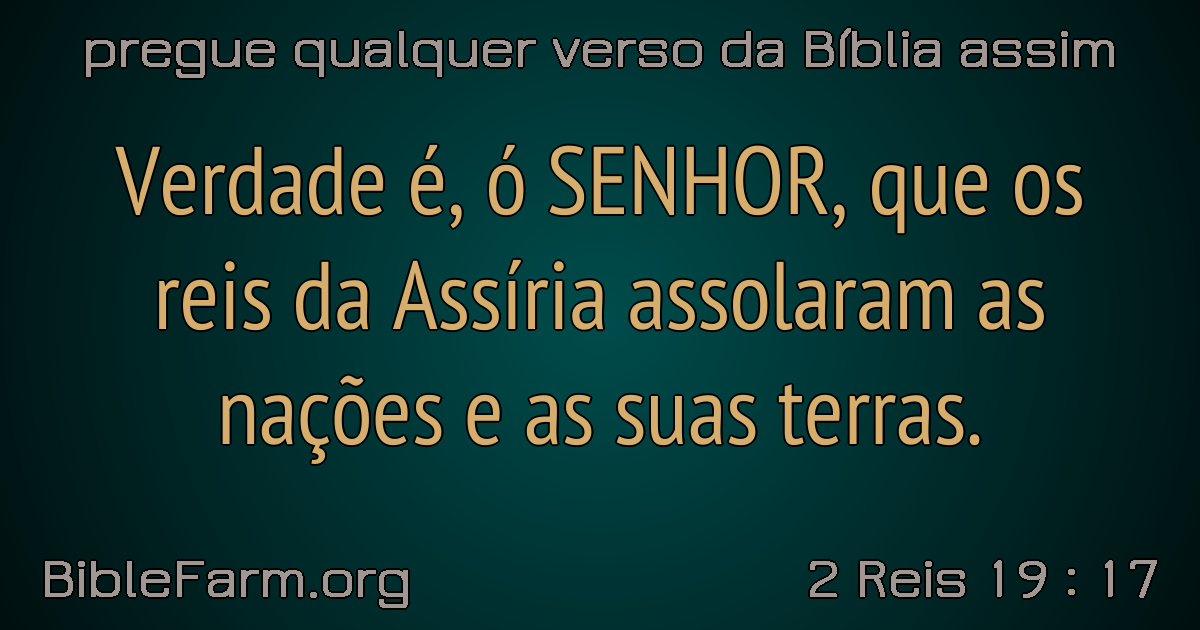 pregue qualquer verso da Bíblia assim
Verdade é, ó SENHOR, que os
reis da Assíria assolaram as
nações e as suas terras.
BibleFarm.org
2 Reis 19 : 17